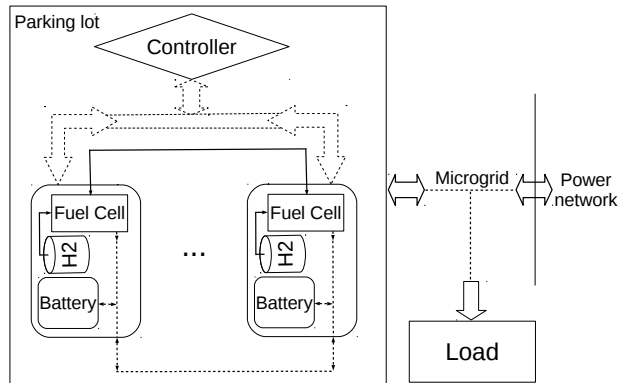 Parking lot
Controller
Microgrid
Power
network
Fuel Cell
H2
Battery
...
Fuel Cell
H2
Battery
Load